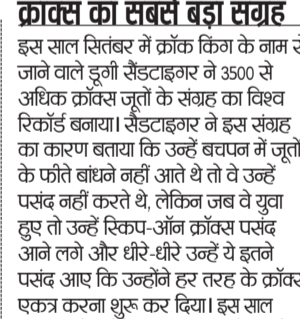 क्राक्स का सबसे बड़ा संग्रह
इस साल सितंबर में क्रॉक किंग के नाम से
जाने वाले डूगी सैंडटाइगर ने 3500 से
अधिक क्रॉक्स जूतों के संग्रह का विश्व
रिकॉर्ड बनाया। सैंडटाइगर ने इस संग्रह
का कारण बताया कि उन्हें बचपन में जूतों
के फीते बांधने नहीं आते थे तो वे उन्हें
पसंद नहीं करते थे, लेकिन जब वे युवा
हुए तो उन्हें स्किप-ऑन क्रॉक्स पसंद
आने लगे और धीरे-धीरे उन्हें ये इतने
पसंद आए कि उन्होंने हर तरह के क्रॉक्स
एकत्र करना शुरू कर दिया। इस साल